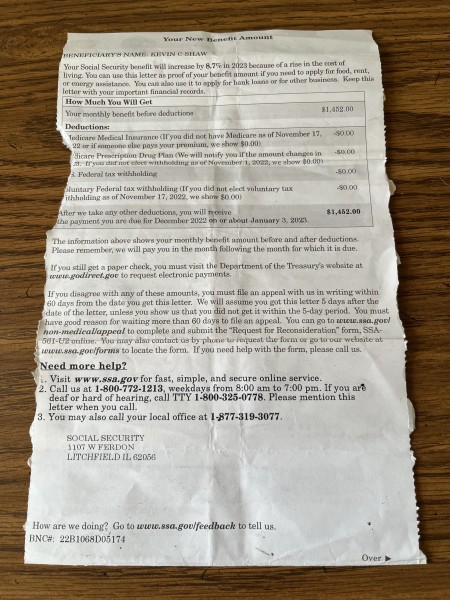 Your New Benefit Amount
BENEFICIARY'S NAME: KEVIN C SHAW
Your Social Security benefit will increase by 8.7% in 2023 because of a rise in the cost of
living. You can use this letter as proof of your benefit amount if you need to apply for food, rent,
or energy assistance. You can also use it to apply for bank loans or for other business. Keep this
letter with your important financial records.
How Much You Will Get
Your monthly benefit before deductions $1,452.00
Deductions:
Medicare Medical Insurance (If you did not have Medicare as of November 17, -$0.00
22 or if someone else pays your premium, we show $0.00)
dicare Prescription Drug Plan (We will notify you if the amount changes in -$0.00
23. If you did not elect withholding as of November 1, 2022, we show $0.00)
S. Federal tax withholding -$0.00
luntary Federal tax withholding (If you did not elect voluntary tax -$0.00
ithholding as of November 17, 2022, we show $0.00)
After we take any other deductions, you will receive $1,452.00
the payment you are due for December 2022 on or about January 3, 2023.
The information above shows your monthly benefit amount before and after deductions.
Please remember, we will pay you in the month following the month for which it is due.
If you still get a paper check, you must visit the Department of the Treasury's website at
www.godirect.gov to request electronic payments.
If you disagree with any of these amounts, you must file an appeal with us in writing within
60 days from the date you get this letter. We will assume you got this letter 5 days after the
date of the letter, unless you show us that you did not get it within the 5-day period. You must
have good reason for waiting more than 60 days to file an appeal. You can go to www.ssa.gov/
non-medical/appeal to complete and submit the "Request for Reconsideration" form, SSA-
561-U2 online. You may also contact us by phone to request the form or go to our website at
www.ssa.gov/forms to locate the form. If you need help with the form, please call us.
Need more help?
1. Visit www.ssa.gov for fast, simple, and secure online service.
2. Call us at 1-800-772-1213, weekdays from 8:00 am to 7:00 pm. If you are
deaf or hard of hearing, call TTY 1-800-325-0778. Please mention this
letter when you call.
3. You may also call your local office at 1-877-319-3077.
SOCIAL SECURITY
1107 W FERDON
LITCHFIELD IL 62056
How are we doing? Go to www.ssa.gov/feedback to tell us.
BNC#: 22B1068D05174
Over ►